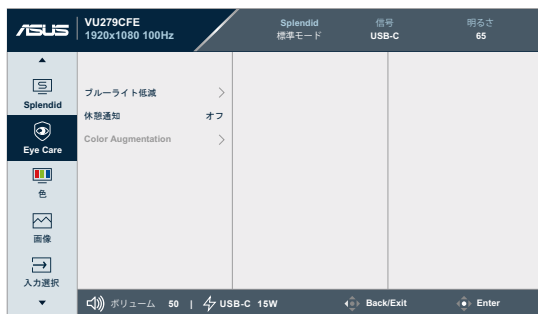 ASUS
VU279CFE
1920x1080 100Hz
Splendid
標準モード
信号
USB-C
明るさ
65
Splendid
Eye Care
色
画像
入力選択
ブルーライト低減
休憩通知 オフ
Color Augmentation
ボリューム 50 | USB-C 15W Back/Exit Enter